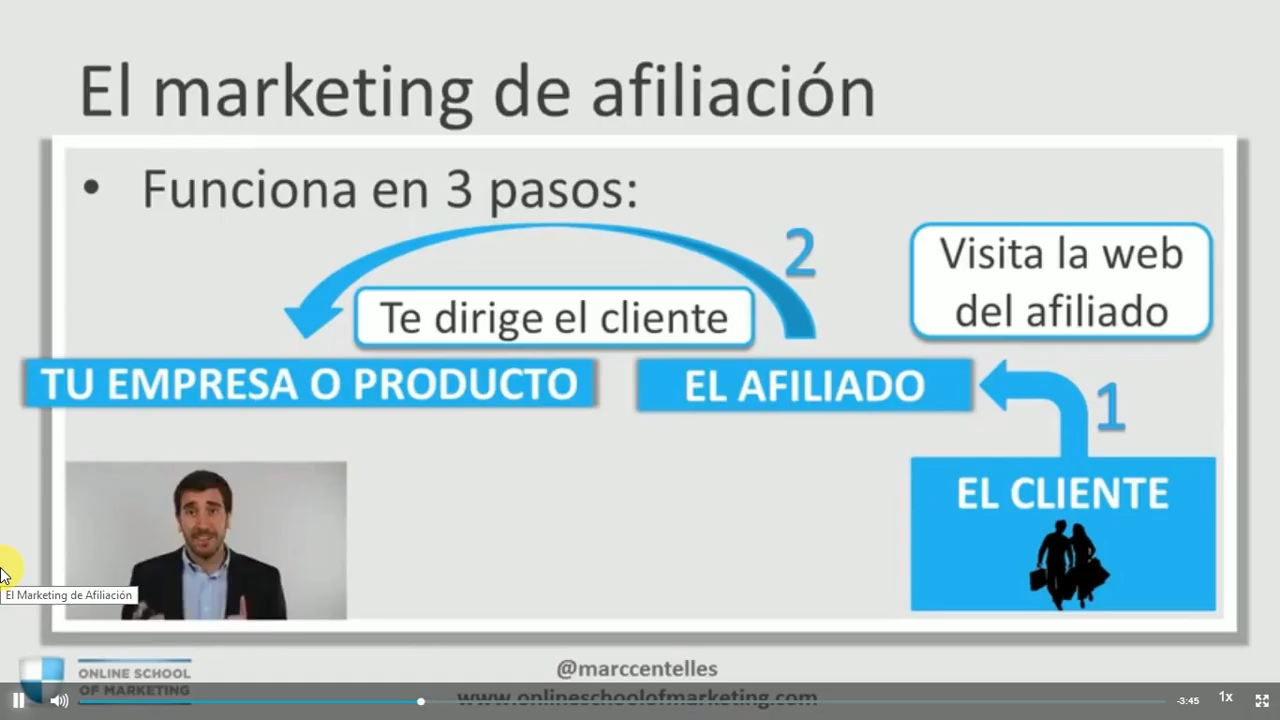 El marketing de afiliación
• Funciona en 3 pasos:
2
Visita la web
del afiliado
Te dirige el cliente
TU EMPRESA O PRODUCTO
EL AFILIADO
1
EL CLIENTE
El Marketing de Afiliación
ONLINE SCHOOL
OF MARKETING
@marccentelles
www.onlineschoolofmarketing.com
-3:45
1x